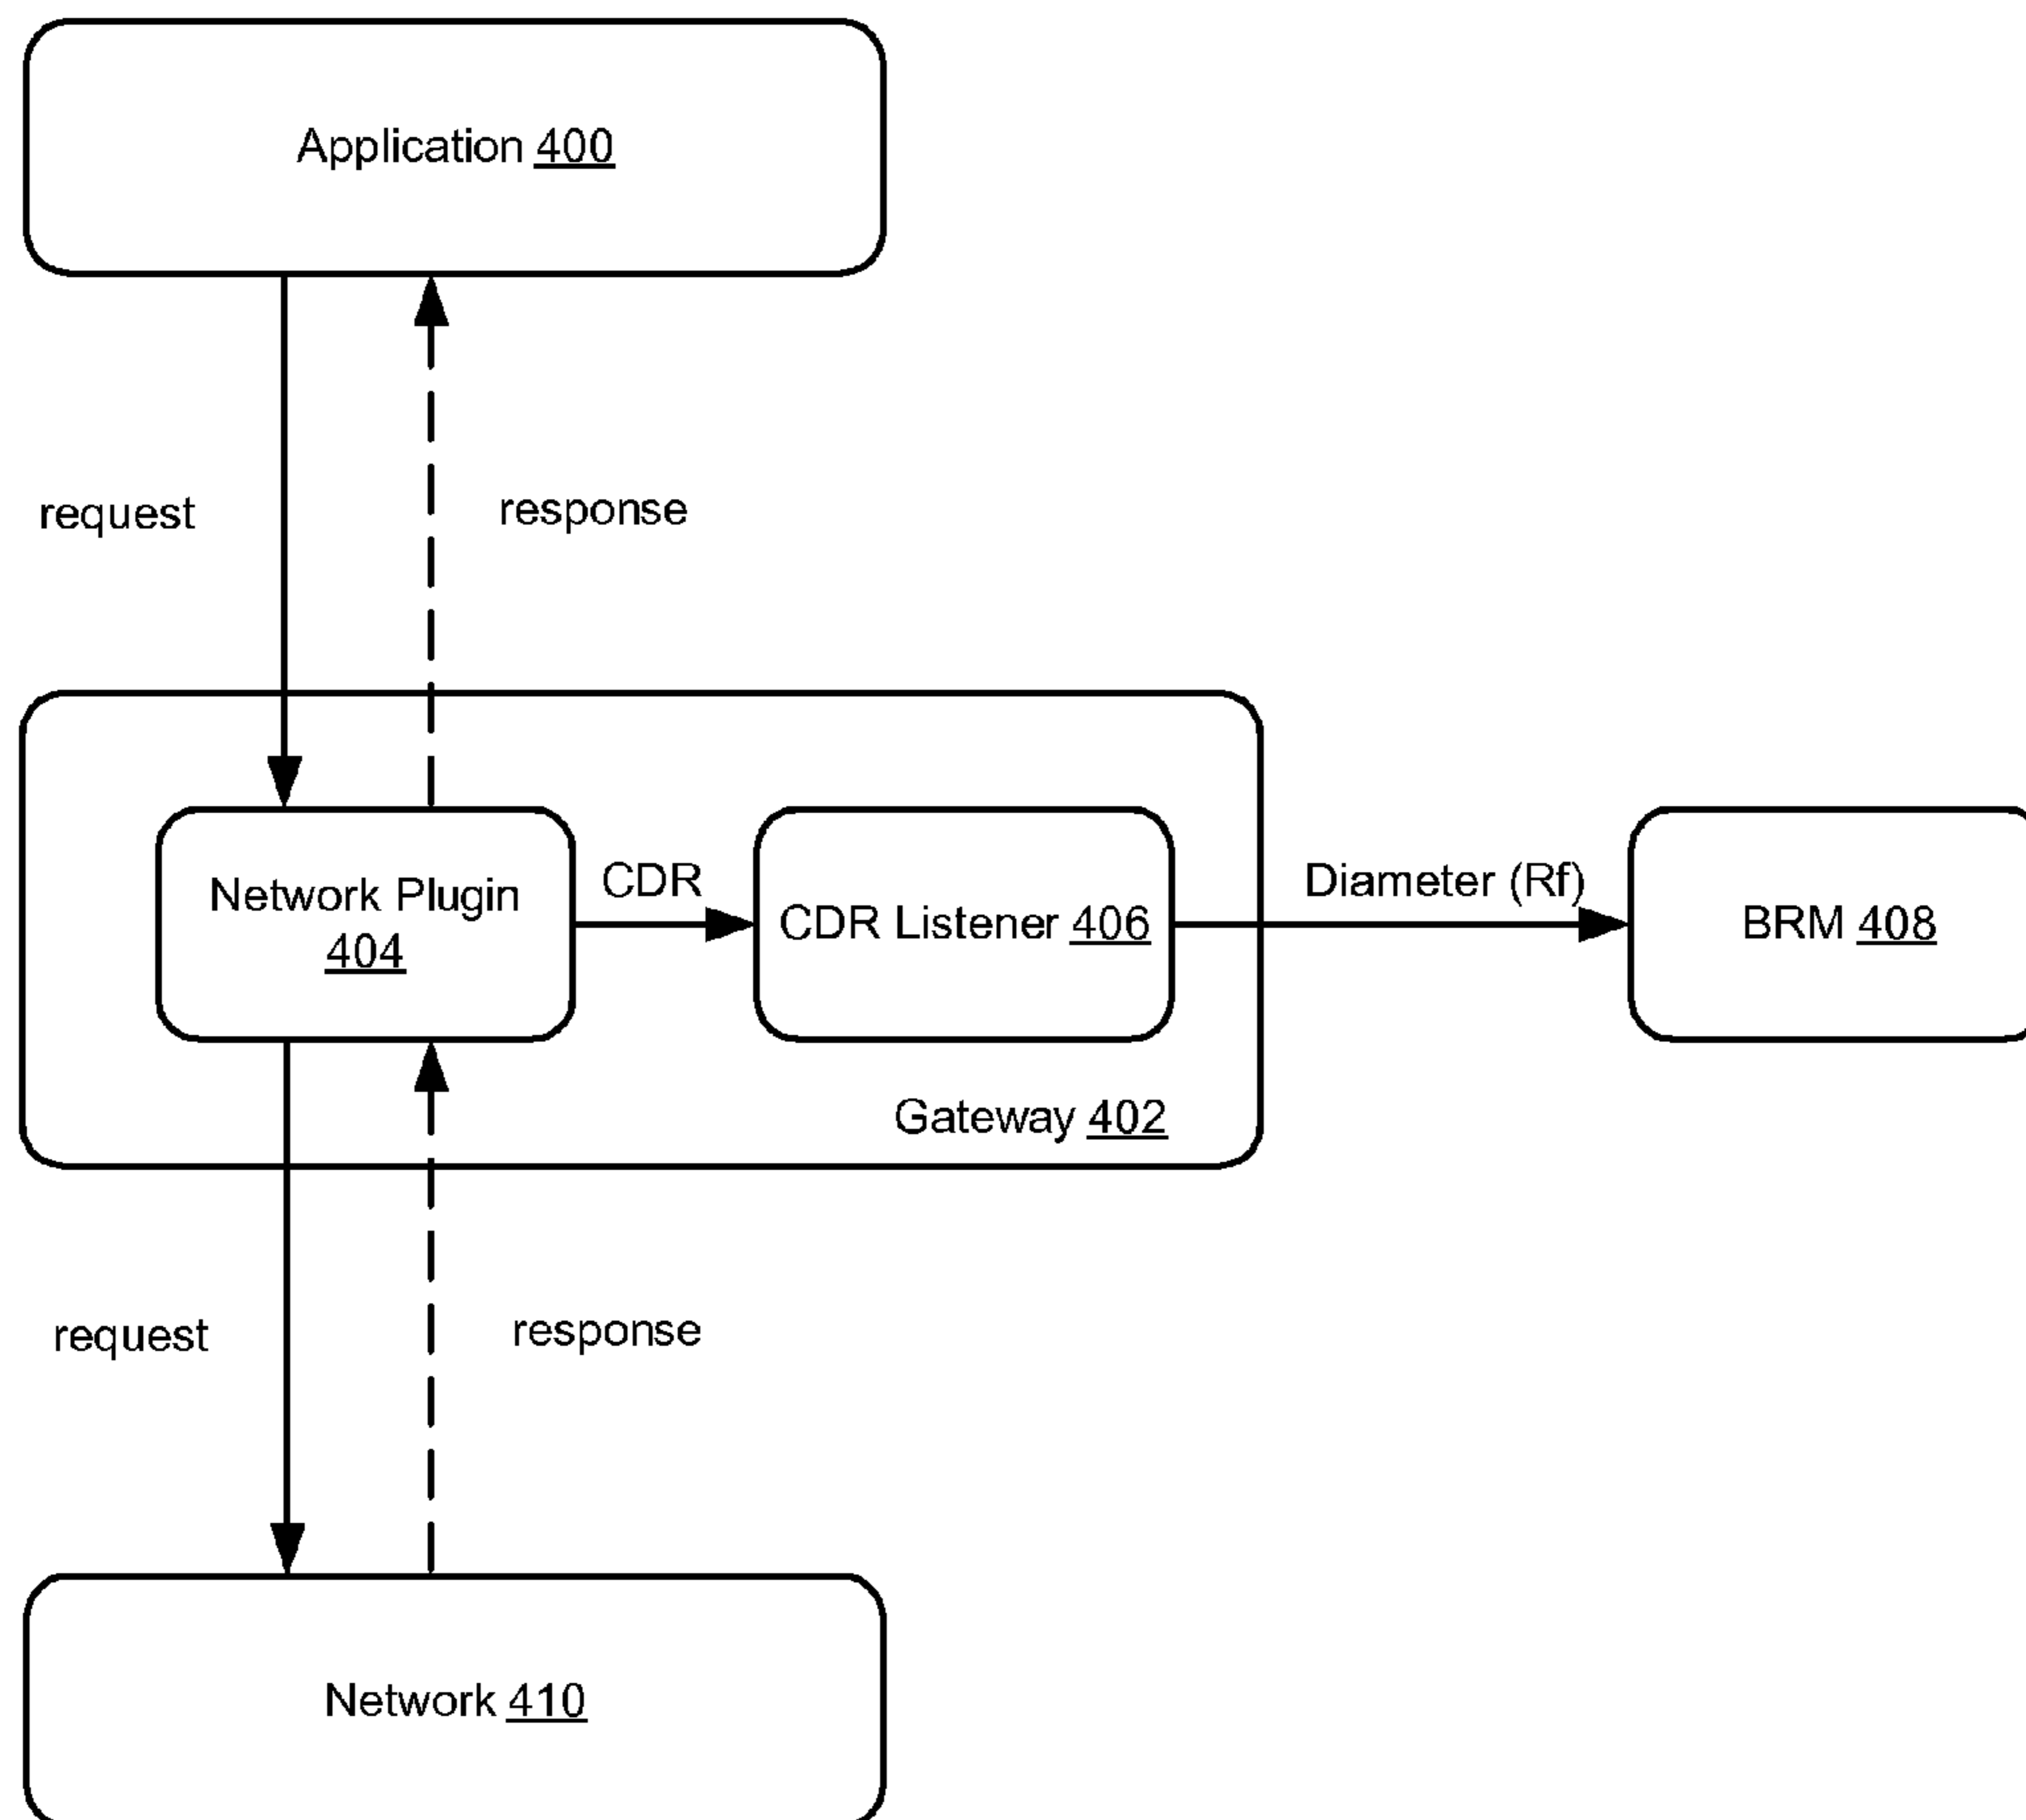 Application 400
request
response
Network Plugin
404
CDR
CDR Listener 406
Diameter (Rf)
BRM 408
Gateway 402
request
response
Network 410